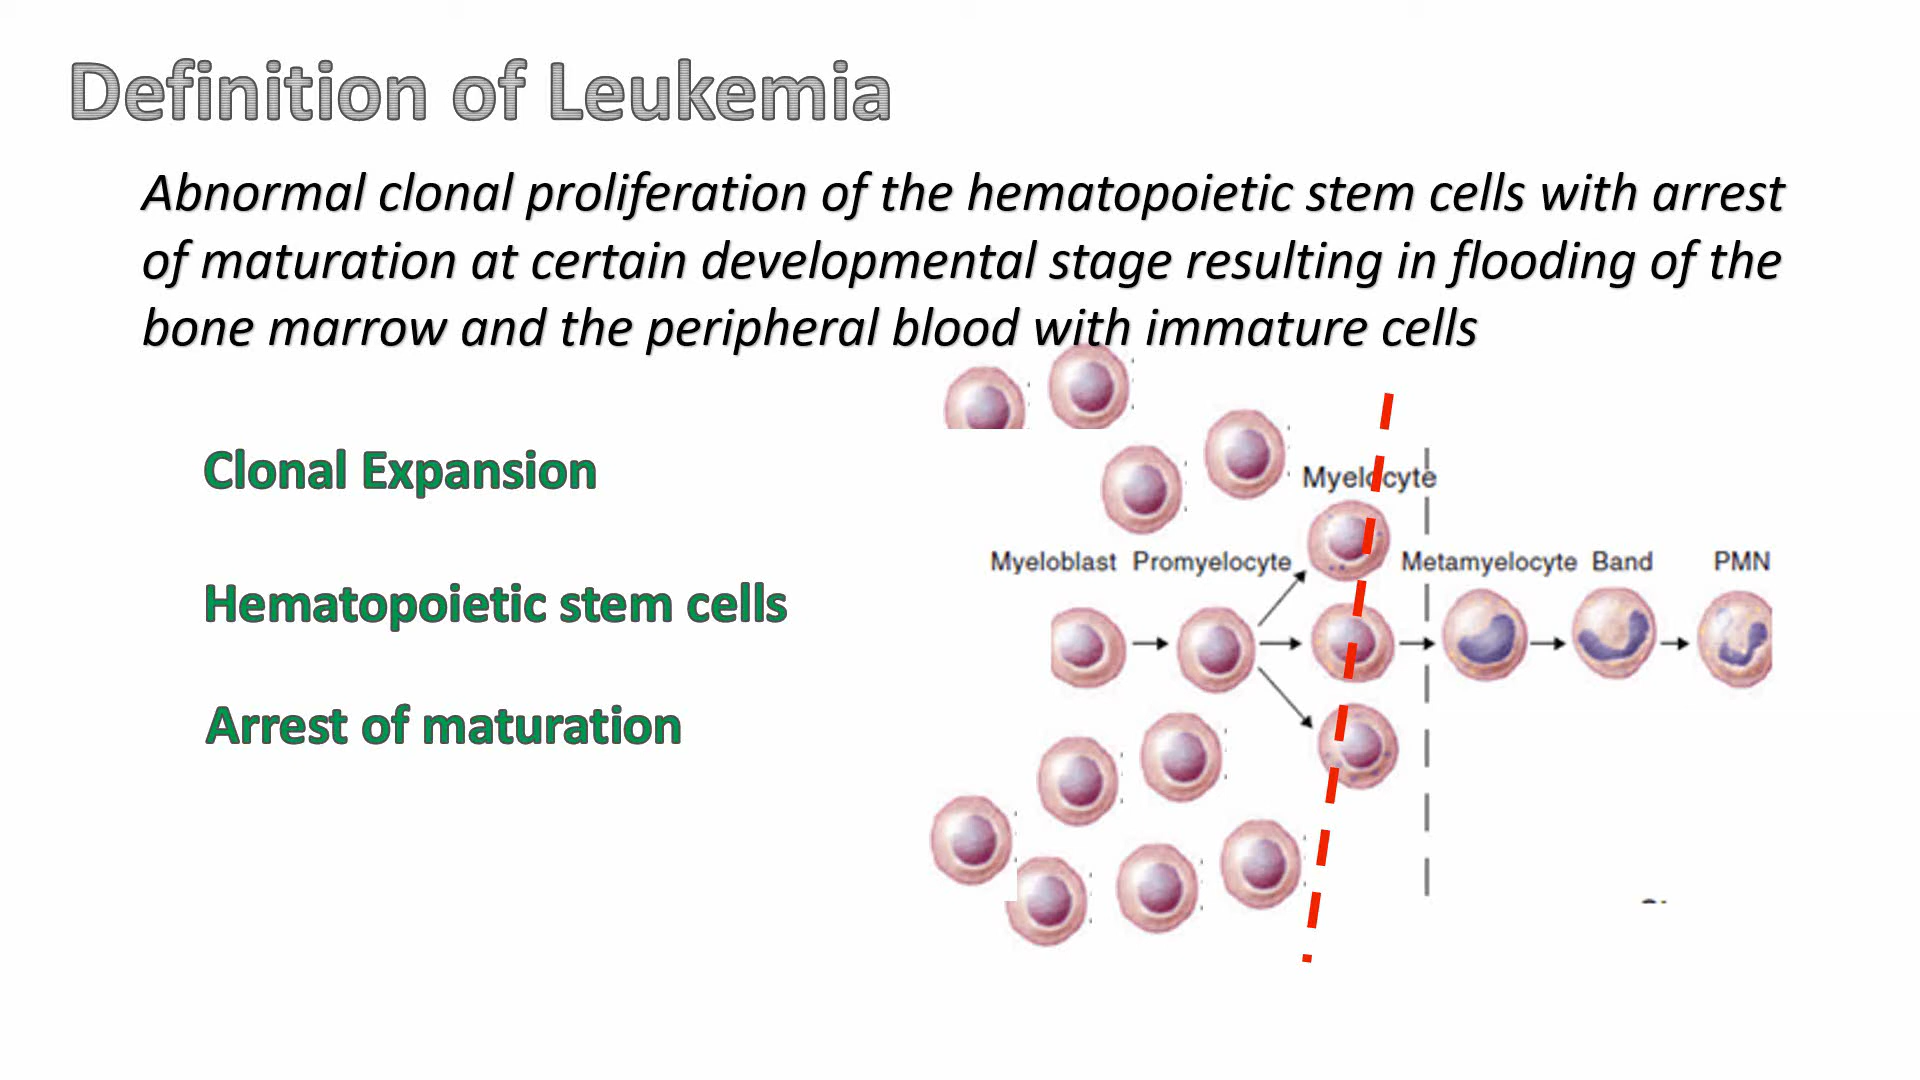 Definition of Leukemia
Abnormal clonal proliferation of the hematopoietic stem cells with arrest
of maturation at certain developmental stage resulting in flooding of the
bone marrow and the peripheral blood with immature cells
Clonal Expansion
Hematopoietic stem cells
Arrest of maturation
Myelocyte
Myeloblast Promyelocyte Metamyelocyte Band PMN